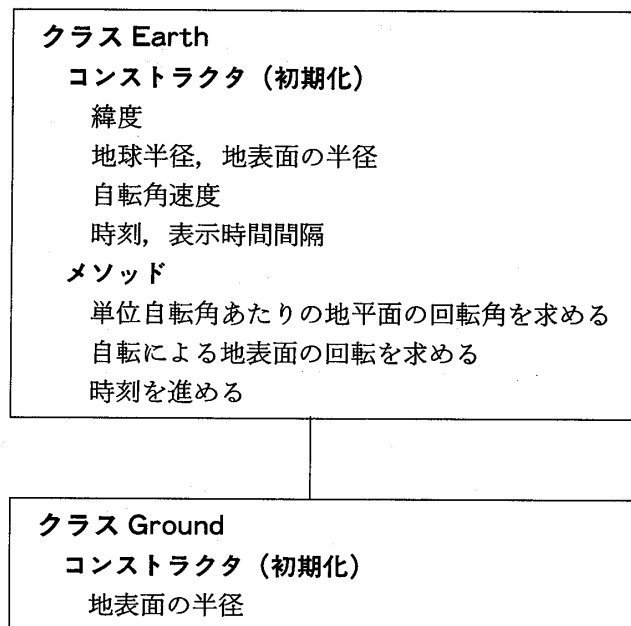 クラス Earth
コンストラクタ（初期化）
緯度
地球半径，地表面の半径
自転角速度
時刻，表示時間間隔
メソッド
単位自転角あたりの地平面の回転角を求める
自転による地表面の回転を求める
時刻を進める
クラス Ground
コンストラクタ（初期化）
地表面の半径